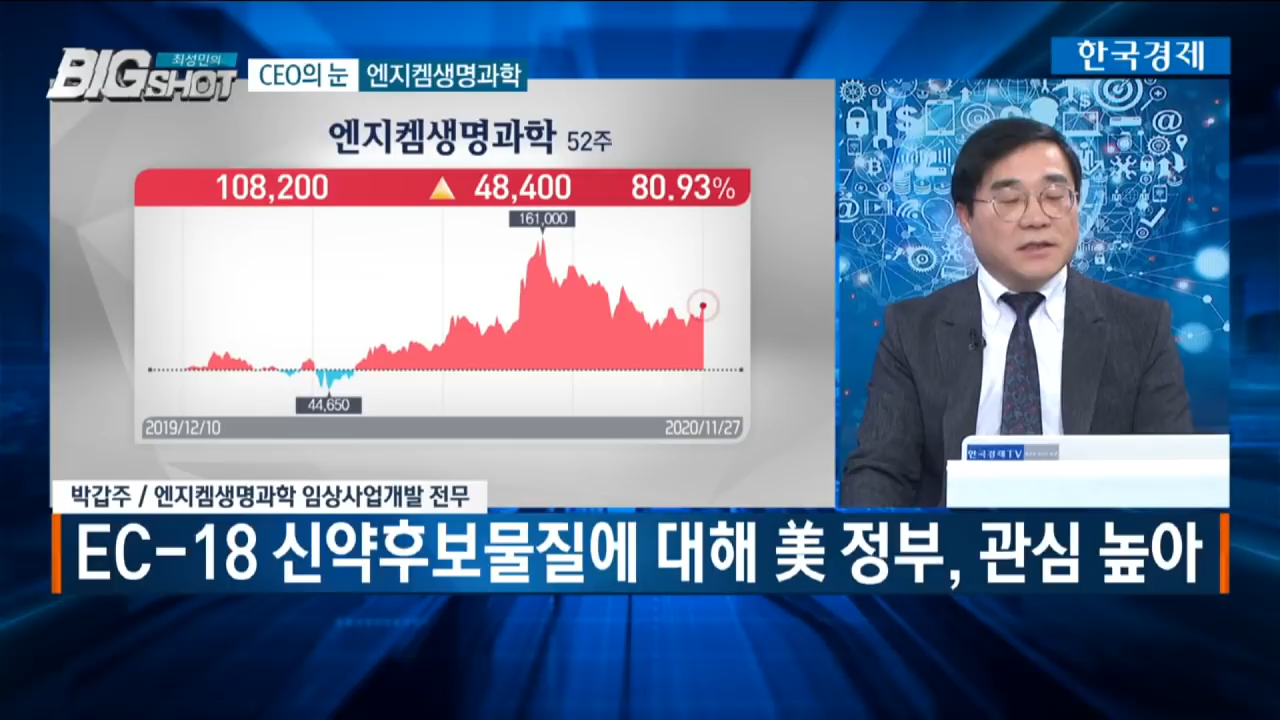 BIGSHOT 최성민의
CEO의 눈 엔지켐생명과학
한국경제
엔지켐생명과학 52주
108,200 ▲ 48,400 80.93%
161,000
44,650
2019/12/10 2020/11/27
한국경제TV
박갑주 / 엔지켐생명과학 임상사업개발 전무
EC-18 신약후보물질에 대해 美 정부, 관심 높아